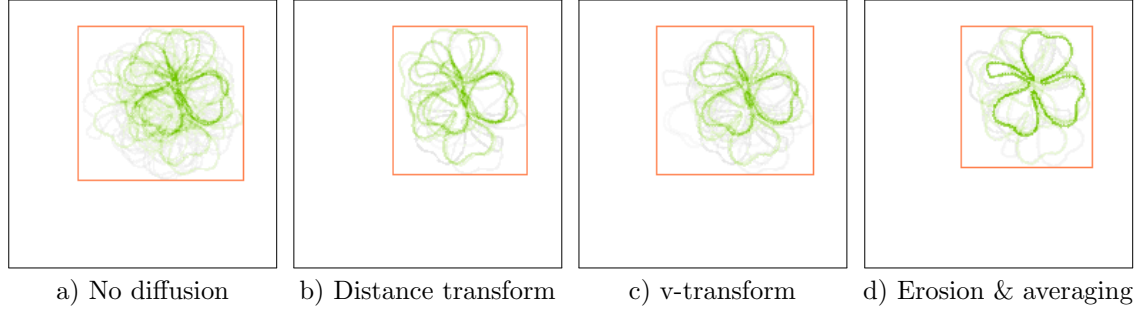 a) No diffusion
b) Distance transform
c) v-transform
d) Erosion & averaging